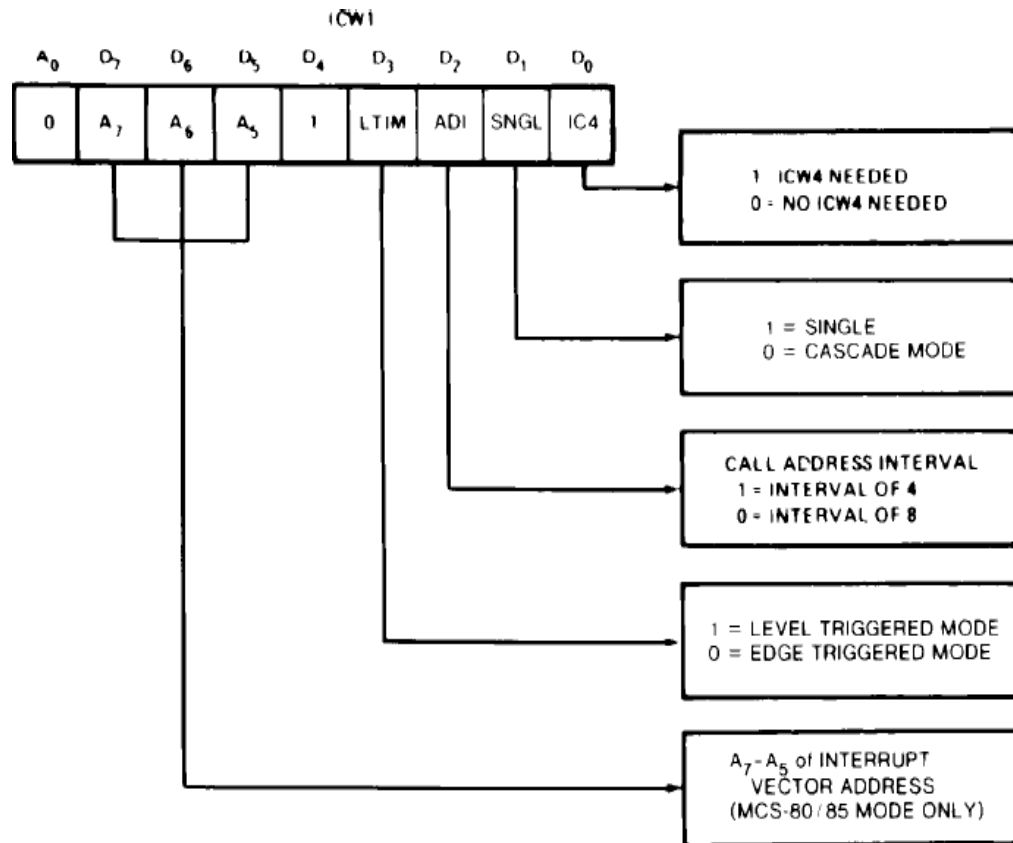 ICW1
A0 D7 D6 D5 D4 D3 D2 D1 D0
0 A7 A6 A5 1 LTIM ADI SNGL IC4
1 ICW4 NEEDED
0 = NO ICW4 NEEDED
1 = SINGLE
0 = CASCADE MODE
CALL ADDRESS INTERVAL
1 = INTERVAL OF 4
0 = INTERVAL OF 8
1 = LEVEL TRIGGERED MODE
0 = EDGE TRIGGERED MODE
A7-A5 of INTERRUPT
VECTOR ADDRESS
(MCS-80/85 MODE ONLY)